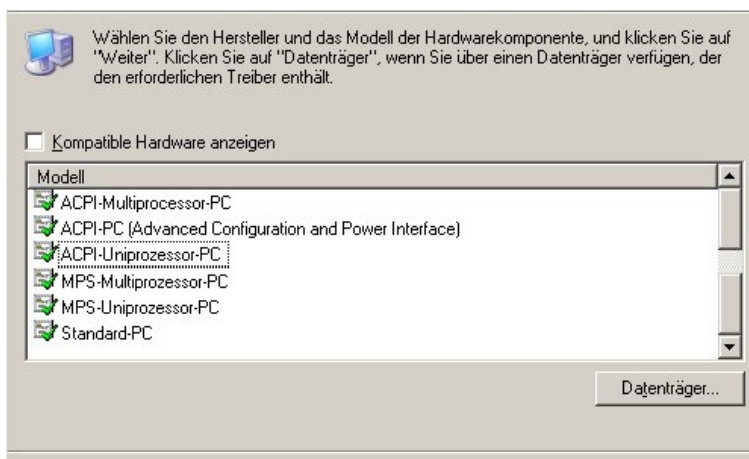 Wählen Sie den Hersteller und das Modell der Hardwarekomponente, und klicken Sie auf
"Weiter". Klicken Sie auf "Datenträger", wenn Sie über einen Datenträger verfügen, der
den erforderlichen Treiber enthält.
Kompatible Hardware anzeigen
Modell
ACPI-Multiprocessor-PC
ACPI-PC (Advanced Configuration and Power Interface)
ACPI-Uniprozessor-PC
MPS-Multiprozessor-PC
MPS-Uniprozessor-PC
Standard-PC
Datenträger...